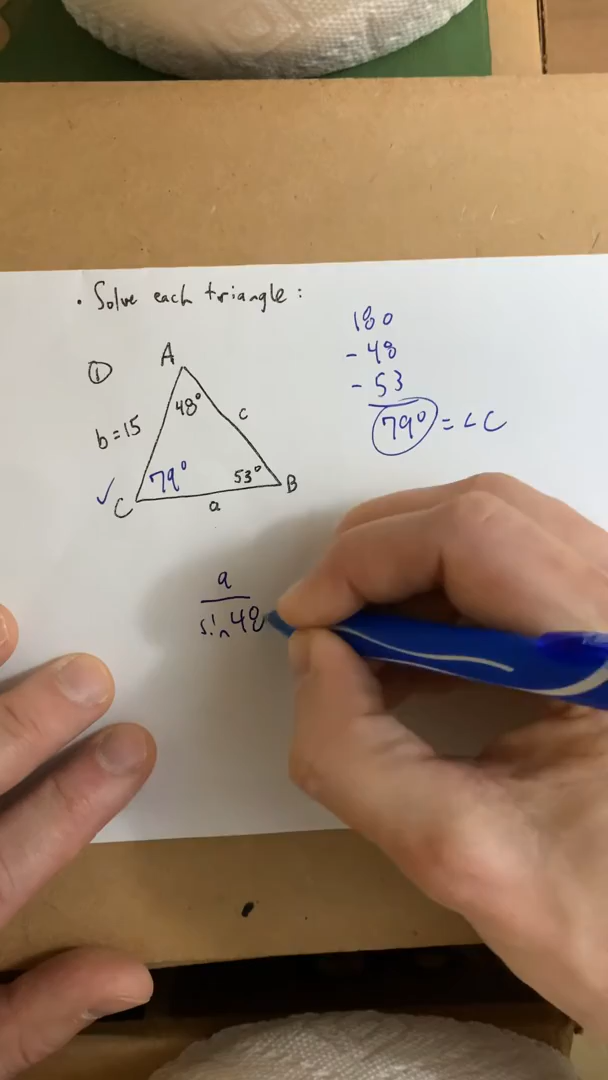 • Solve each triangle:
①
A
48°
b=15
c
79°
53°
C
B
a
180
- 48
- 53
79° = ∠C
a
sin 48